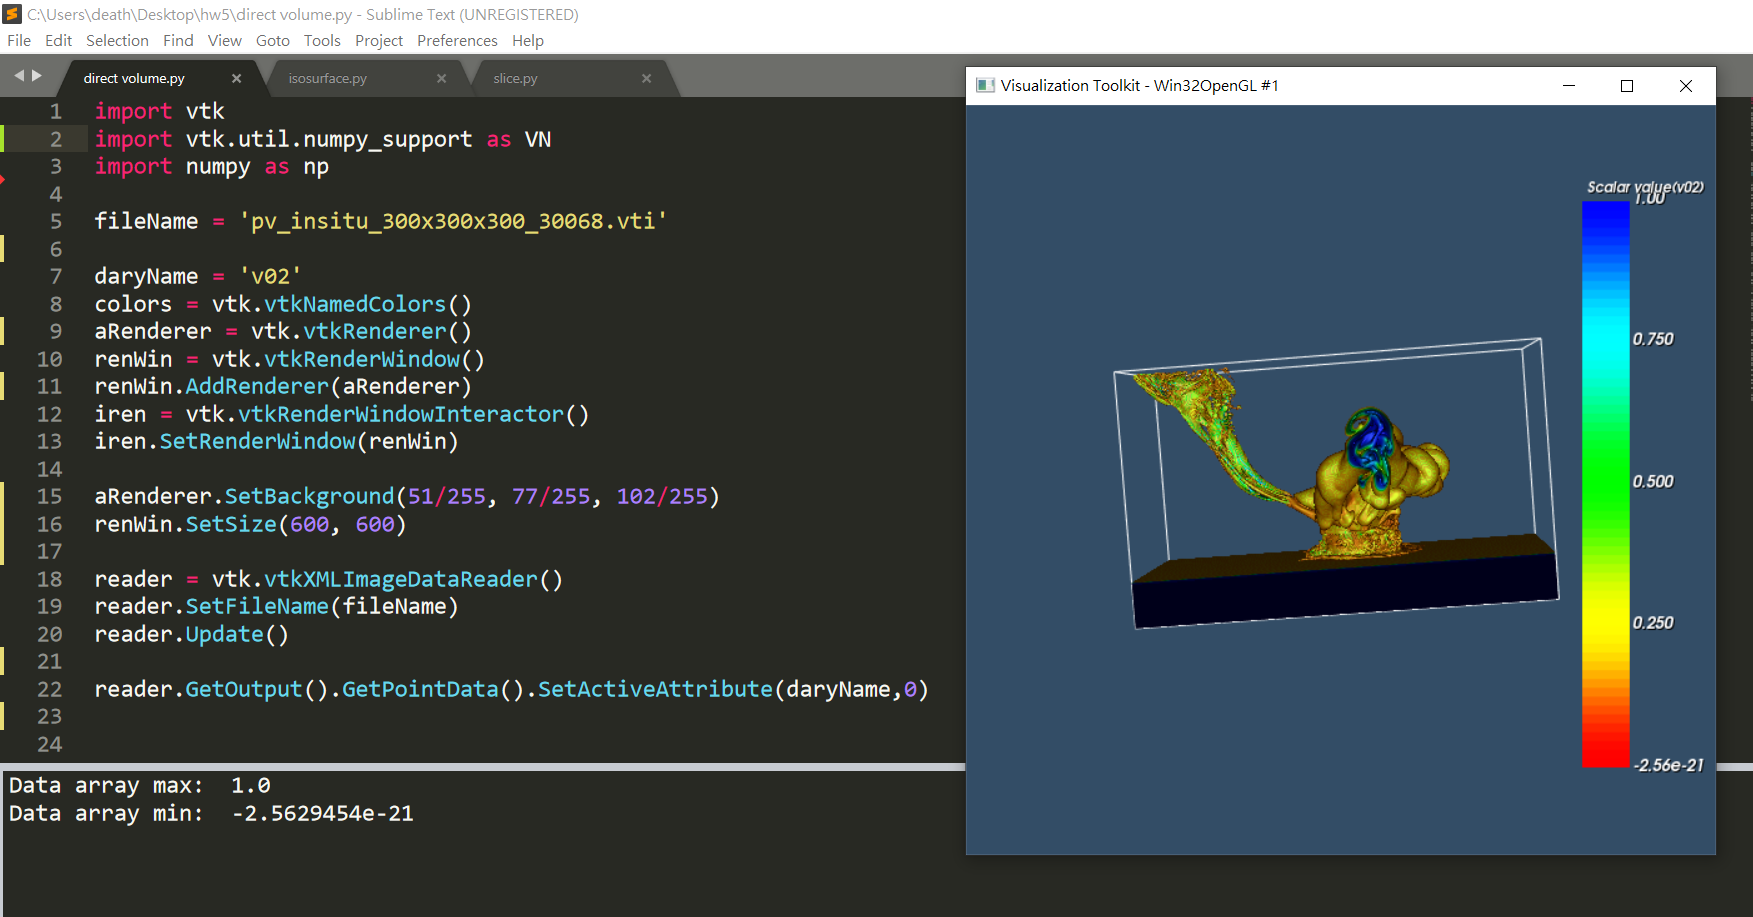 C:\Users\death\Desktop\hw5\direct volume.py - Sublime Text (UNREGISTERED)
File Edit Selection Find View Goto Tools Project Preferences Help
direct volume.py isosurface.py slice.py
1 import vtk
2 import vtk.util.numpy_support as VN
3 import numpy as np
4
5 fileName = 'pv_insitu_300x300x300_30068.vti'
6
7 daryName = 'v02'
8 colors = vtk.vtkNamedColors()
9 aRenderer = vtk.vtkRenderer()
10 renWin = vtk.vtkRenderWindow()
11 renWin.AddRenderer(aRenderer)
12 iren = vtk.vtkRenderWindowInteractor()
13 iren.SetRenderWindow(renWin)
14
15 aRenderer.SetBackground(51/255, 77/255, 102/255)
16 renWin.SetSize(600, 600)
17
18 reader = vtk.vtkXMLImageDataReader()
19 reader.SetFileName(fileName)
20 reader.Update()
21
22 reader.GetOutput().GetPointData().SetActiveAttribute(daryName,0)
23
24
Data array max:  1.0
Data array min:  -2.5629454e-21
Visualization Toolkit - Win32OpenGL #1
Scalar value(v02)
1.00
0.750
0.500
0.250
-2.56e-21